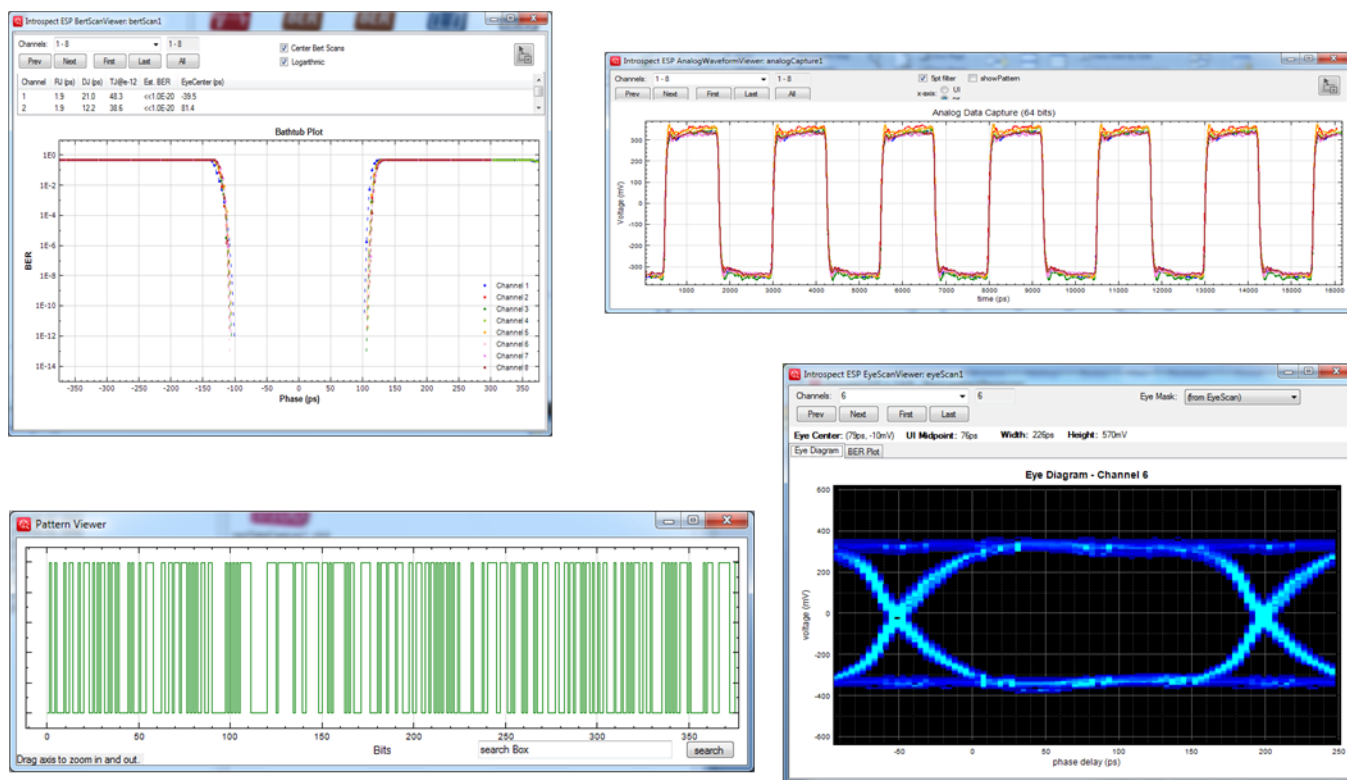 Introspect ESP BertScanViewer: bertScan1
Channels: 1 - 8 1 - 8
Center Bert Scans
Logarithmic
Prev Next First Last All
Channel RJ (ps) DJ (ps) TJ@e-12 Est. BER EyeCenter (ps)
1 1.9 21.0 48.3 <<1.0E-20 -39.5
2 1.9 12.2 38.6 <<1.0E-20 81.4
Bathtub Plot
1E0
1E-2
1E-4
1E-6
1E-8
1E-10
1E-12
1E-14
BER
Channel 1
Channel 2
Channel 3
Channel 4
Channel 5
Channel 6
Channel 7
Channel 8
-350 -300 -250 -200 -150 -100 -50 0 50 100 150 200 250 300 350
Phase (ps)
Introspect ESP AnalogWaveformViewer: analogCapture1
Channels: 1 - 8 1 - 8
5pt filter showPattern
Prev Next First Last All
x-axis: UI
Analog Data Capture (64 bits)
300
200
100
0
-100
-300
Voltage (mV)
1000 2000 3000 4000 5000 6000 7000 8000 9000 10000 11000 12000 13000 14000 15000 16000
time (ps)
Pattern Viewer
0 50 100 150 200 250 300 350
Bits
search Box
search
Drag axis to zoom in and out.
Introspect ESP EyeScanViewer: eyeScan1
Channels: 6 6
Eye Mask: (from EyeScan)
Prev Next First Last
Eye Center: (79ps, -10mV) UI Midpoint: 76ps Width: 226ps Height: 570mV
Eye Diagram BER Plot
Eye Diagram - Channel 6
600
400
200
0
-200
-400
-600
voltage (mV)
-50 0 50 100 150 200 250
phase delay (ps)